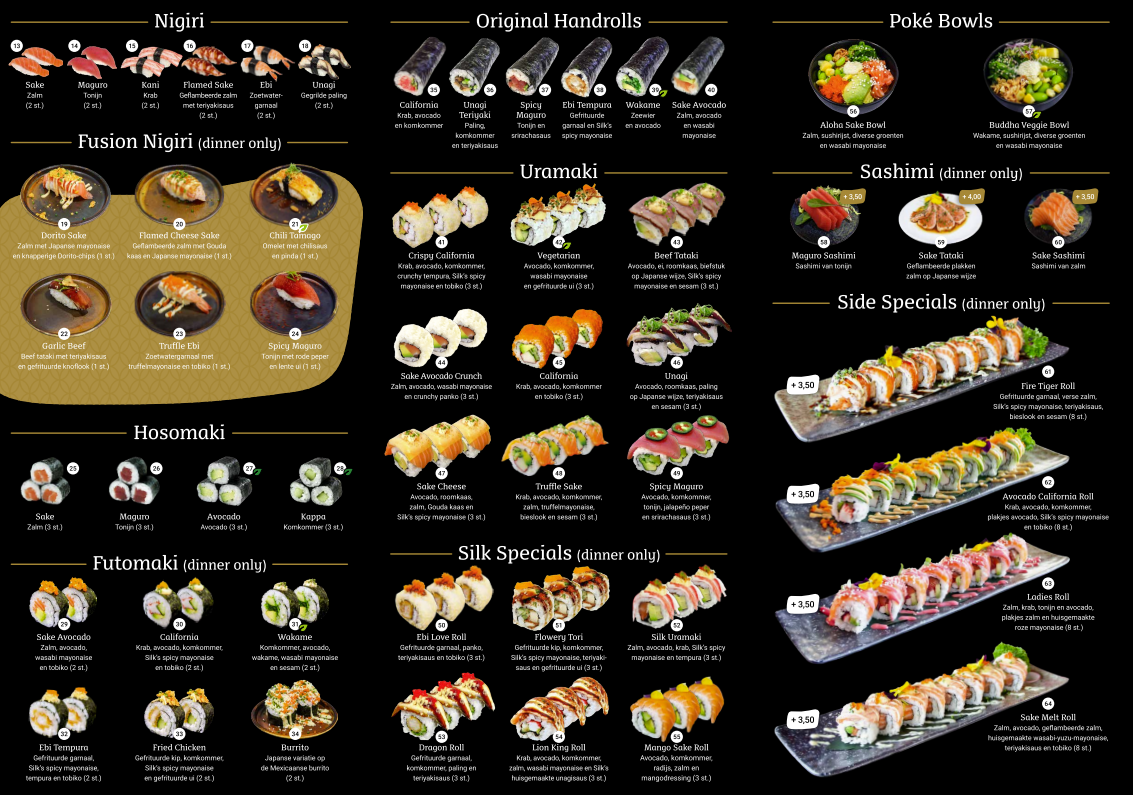 Nigiri
13
14
15
16
17
18
Sake
Zalm
(2 st.)
Maguro
Tonijn
(2 st.)
Kani
Krab
(2 st.)
Flamed Sake
Geflambeerde zalm
met teriyakisaus
(2 st.)
Ebi
Zoetwater-
garnaal
(2 st.)
Unagi
Gegrilde paling
(2 st.)
Fusion Nigiri (dinner only)
19
Dorito Sake
Zalm met Japanse mayonaise
en knapperige Dorito-chips (1 st.)
20
Flamed Cheese Sake
Geflambeerde zalm met Gouda
kaas en Japanse mayonaise (1 st.)
21
Chili Tamago
Omelet met chilisaus
en pinda (1 st.)
22
Garlic Beef
Beef tataki met teriyakisaus
en gefrituurde knoflook (1 st.)
23
Truffle Ebi
Zoetwatergarnaal met
truffelmayonaise en tobiko (1 st.)
24
Spicy Maguro
Tonijn met rode peper
en lente ui (1 st.)
Hosomaki
25
26
27
28
Sake
Zalm (3 st.)
Maguro
Tonijn (3 st.)
Avocado
Avocado (3 st.)
Kappa
Komkommer (3 st.)
Futomaki (dinner only)
29
Sake Avocado
Zalm, avocado,
wasabi mayonaise
en tobiko (2 st.)
30
California
Krab, avocado, komkommer,
Silk's spicy mayonaise
en tobiko (2 st.)
31
Wakame
Komkommer, avocado,
wakame, wasabi mayonaise
en sesam (2 st.)
32
Ebi Tempura
Gefrituurde garnaal,
Silk's spicy mayonaise,
tempura en tobiko (2 st.)
33
Fried Chicken
Gefrituurde kip, komkommer,
Silk's spicy mayonaise
en gefrituurde ui (2 st.)
34
Burrito
Japanse variatie op
de Mexicaanse burrito
(2 st.)
Original Handrolls
35
36
37
38
39
40
California
Krab, avocado
en komkommer
Unagi
Teriyaki
Paling,
komkommer
en teriyakisaus
Spicy
Maguro
Tonijn en
srirachasaus
Ebi Tempura
Gefrituurde
garnaal en Silk's
spicy mayonaise
Wakame
Zeewier
en avocado
Sake Avocado
Zalm, avocado
en wasabi
mayonaise
Uramaki
41
Crispy California
Krab, avocado, komkommer,
crunchy tempura, Silk's spicy
mayonaise en tobiko (3 st.)
42
Vegetarian
Avocado, komkommer,
wasabi mayonaise
en gefrituurde ui (3 st.)
43
Beef Tataki
Avocado, ei, roomkaas, biefstuk
op Japanse wijze, Silk's spicy
mayonaise en sesam (3 st.)
44
Sake Avocado Crunch
Zalm, avocado, wasabi mayonaise
en crunchy panko (3 st.)
45
California
Krab, avocado, komkommer
en tobiko (3 st.)
46
Unagi
Avocado, roomkaas, paling
op Japanse wijze, teriyakisaus
en sesam (3 st.)
47
Sake Cheese
Avocado, roomkaas,
zalm, Gouda kaas en
Silk's spicy mayonaise (3 st.)
48
Truffle Sake
Krab, avocado, komkommer,
zalm, truffelmayonaise,
bieslook en sesam (3 st.)
49
Spicy Maguro
Avocado, komkommer,
tonijn, jalapeño peper
en srirachasaus (3 st.)
Silk Specials (dinner only)
50
Ebi Love Roll
Gefrituurde garnaal, panko,
teriyakisaus en tobiko (3 st.)
51
Flowery Tori
Gefrituurde kip, komkommer,
Silk's spicy mayonaise, teriyaki-
saus en gefrituurde ui (3 st.)
52
Silk Uramaki
Zalm, avocado, krab, Silk's spicy
mayonaise en tempura (3 st.)
53
Dragon Roll
Gefrituurde garnaal,
komkommer, paling en
teriyakisaus (3 st.)
54
Lion King Roll
Krab, avocado, komkommer,
zalm, wasabi mayonaise en Silk's
huisgemaakte unagisaus (3 st.)
55
Mango Sake Roll
Avocado, komkommer,
radijs, zalm en
mangodressing (3 st.)
Poké Bowls
56
Aloha Sake Bowl
Zalm, sushirijst, diverse groenten
en wasabi mayonaise
57
Buddha Veggie Bowl
Wakame, sushirijst, diverse groenten
en wasabi mayonaise
Sashimi (dinner only)
+ 3,50
+ 4,00
+ 3,50
58
Maguro Sashimi
Sashimi van tonijn
59
Sake Tataki
Geflambeerde plakken
zalm op Japanse wijze
60
Sake Sashimi
Sashimi van zalm
Side Specials (dinner only)
+ 3,50
61
Fire Tiger Roll
Gefrituurde garnaal, verse zalm,
Silk's spicy mayonaise, teriyakisaus,
bieslook en sesam (8 st.)
+ 3,50
62
Avocado California Roll
Krab, avocado, komkommer,
plakjes avocado, Silk's spicy mayonaise
en tobiko (8 st.)
+ 3,50
63
Ladies Roll
Zalm, krab, tonijn en avocado,
plakjes zalm en huisgemaakte
roze mayonaise (8 st.)
+ 3,50
64
Sake Melt Roll
Zalm, avocado, geflambeerde zalm,
huisgemaakte wasabi-yuzu-mayonaise,
teriyakisaus en tobiko (8 st.)